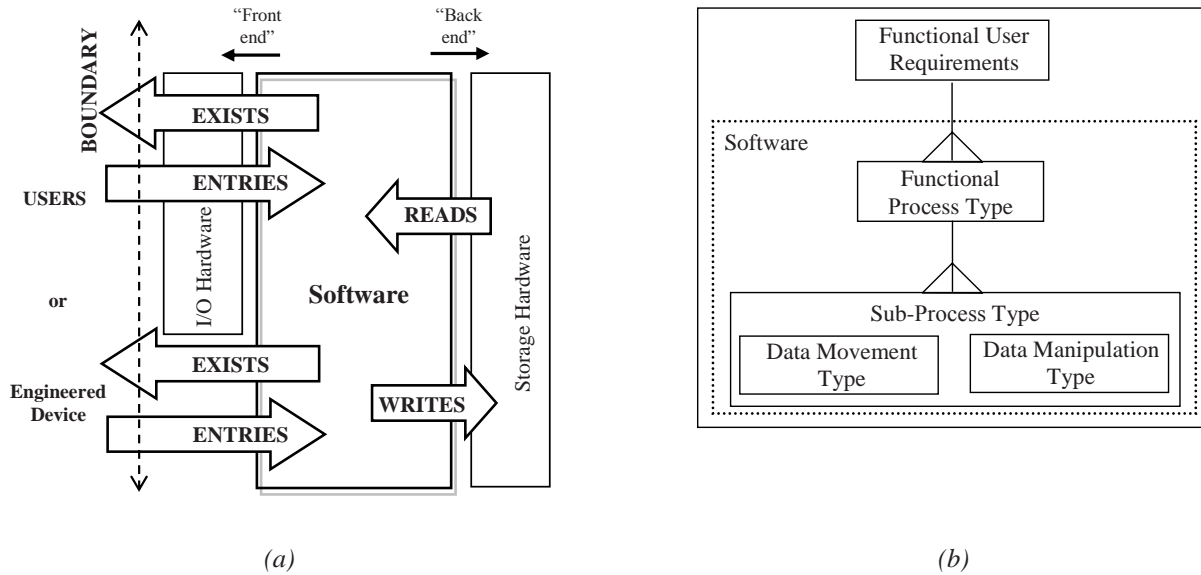 “Front
end”
“Back
end”
BOUNDARY
EXISTS
ENTRIES
USERS
READS
I/O Hardware
Software
or
Storage Hardware
EXISTS
Engineered
Device
WRITES
ENTRIES
(a)
Functional User
Requirements
Software
Functional
Process Type
Sub-Process Type
Data Movement
Type
Data Manipulation
Type
(b)